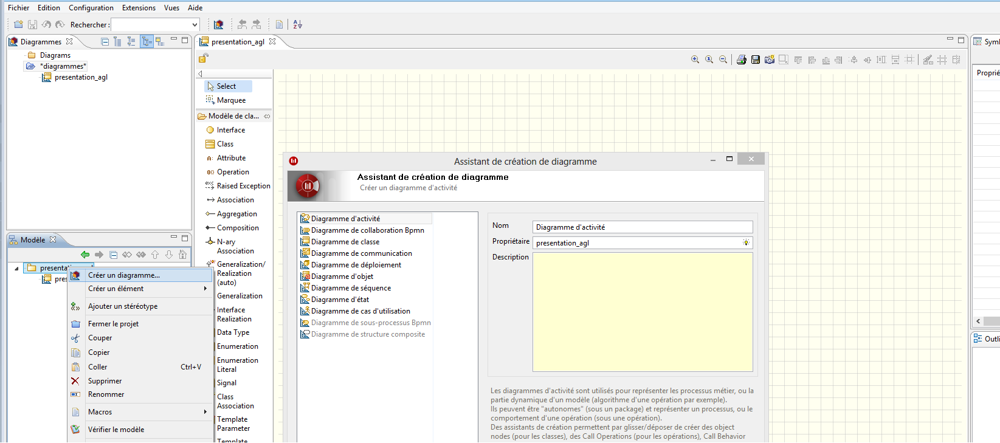 Fichier Edition Configuration Extensions Vues Aide
Rechercher :
Diagrammes
Diagrams
*diagrammes*
presentation_agl
presentation_agl
Select
Marquee
Modèle de cla...
Interface
Class
Attribute
Operation
Raised Exception
Association
Aggregation
Composition
N-ary
Association
Generalization/
Realization
(auto)
Generalization
Interface
Realization
Data Type
Enumeration
Enumeration
Literal
Signal
Class
Association
Template
Parameter
Template
Modèle
Créer un diagramme...
Créer un élément
Ajouter un stéréotype
Fermer le projet
Couper
Copier
Coller Ctrl+V
Supprimer
Renommer
Macros
Vérifier le modèle
Assistant de création de diagramme
Assistant de création de diagramme
Créer un diagramme d'activité
Diagramme d'activité
Diagramme de collaboration Bpmn
Diagramme de classe
Diagramme de communication
Diagramme de déploiement
Diagramme d'objet
Diagramme de séquence
Diagramme d'état
Diagramme de cas d'utilisation
Diagramme de sous-processus Bpmn
Diagramme de structure composite
Nom Diagramme d'activité
Propriétaire presentation_agl
Description
Les diagrammes d'activité sont utilisés pour représenter les processus métier, ou la
partie dynamique d'un modèle (algorithme d'une opération par exemple).
Ils peuvent être "autonomes" (sous un package) et représenter un processus, ou le
comportement d'une opération (sous une opération).
Des assistants de création permettent par glisser/déposer de créer des object
nodes (pour les classes), des Call Operations (pour les opérations), Call Behavior
Syml
Proprié
Outli